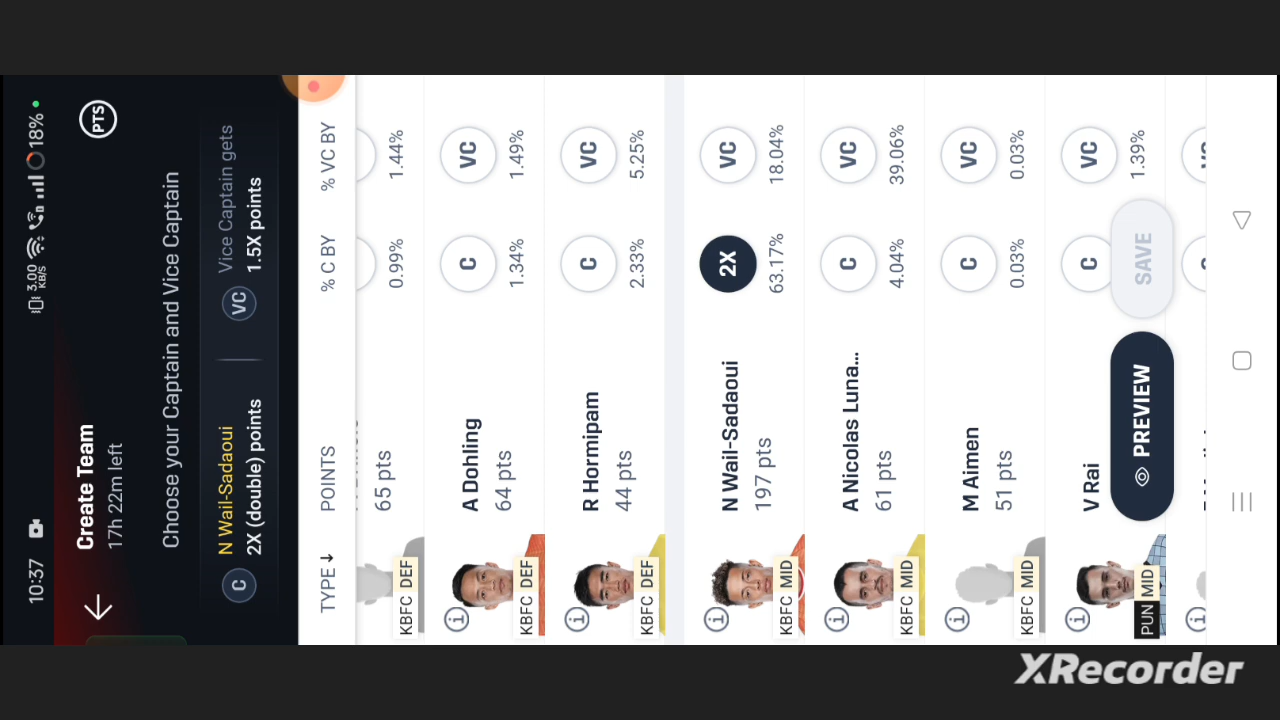 10:37
3.00 KB/S
18%
Create Team
17h 22m left
PTS
Choose your Captain and Vice Captain
C
N Wail-Sadaoui
2X (double) points
VC
Vice Captain gets
1.5X points
TYPE ↓
POINTS
% C BY
% VC BY
KBFC DEF
65 pts
0.99%
1.44%
KBFC DEF
A Dohling
64 pts
C
1.34%
VC
1.49%
KBFC DEF
R Hormipam
44 pts
C
2.33%
VC
5.25%
KBFC MID
N Wail-Sadaoui
197 pts
2X
63.17%
VC
18.04%
KBFC MID
A Nicolas Luna...
61 pts
C
4.04%
VC
39.06%
KBFC MID
M Aimen
51 pts
C
0.03%
VC
0.03%
PUN MID
V Rai
C
VC
1.39%
PREVIEW
SAVE
XRecorder